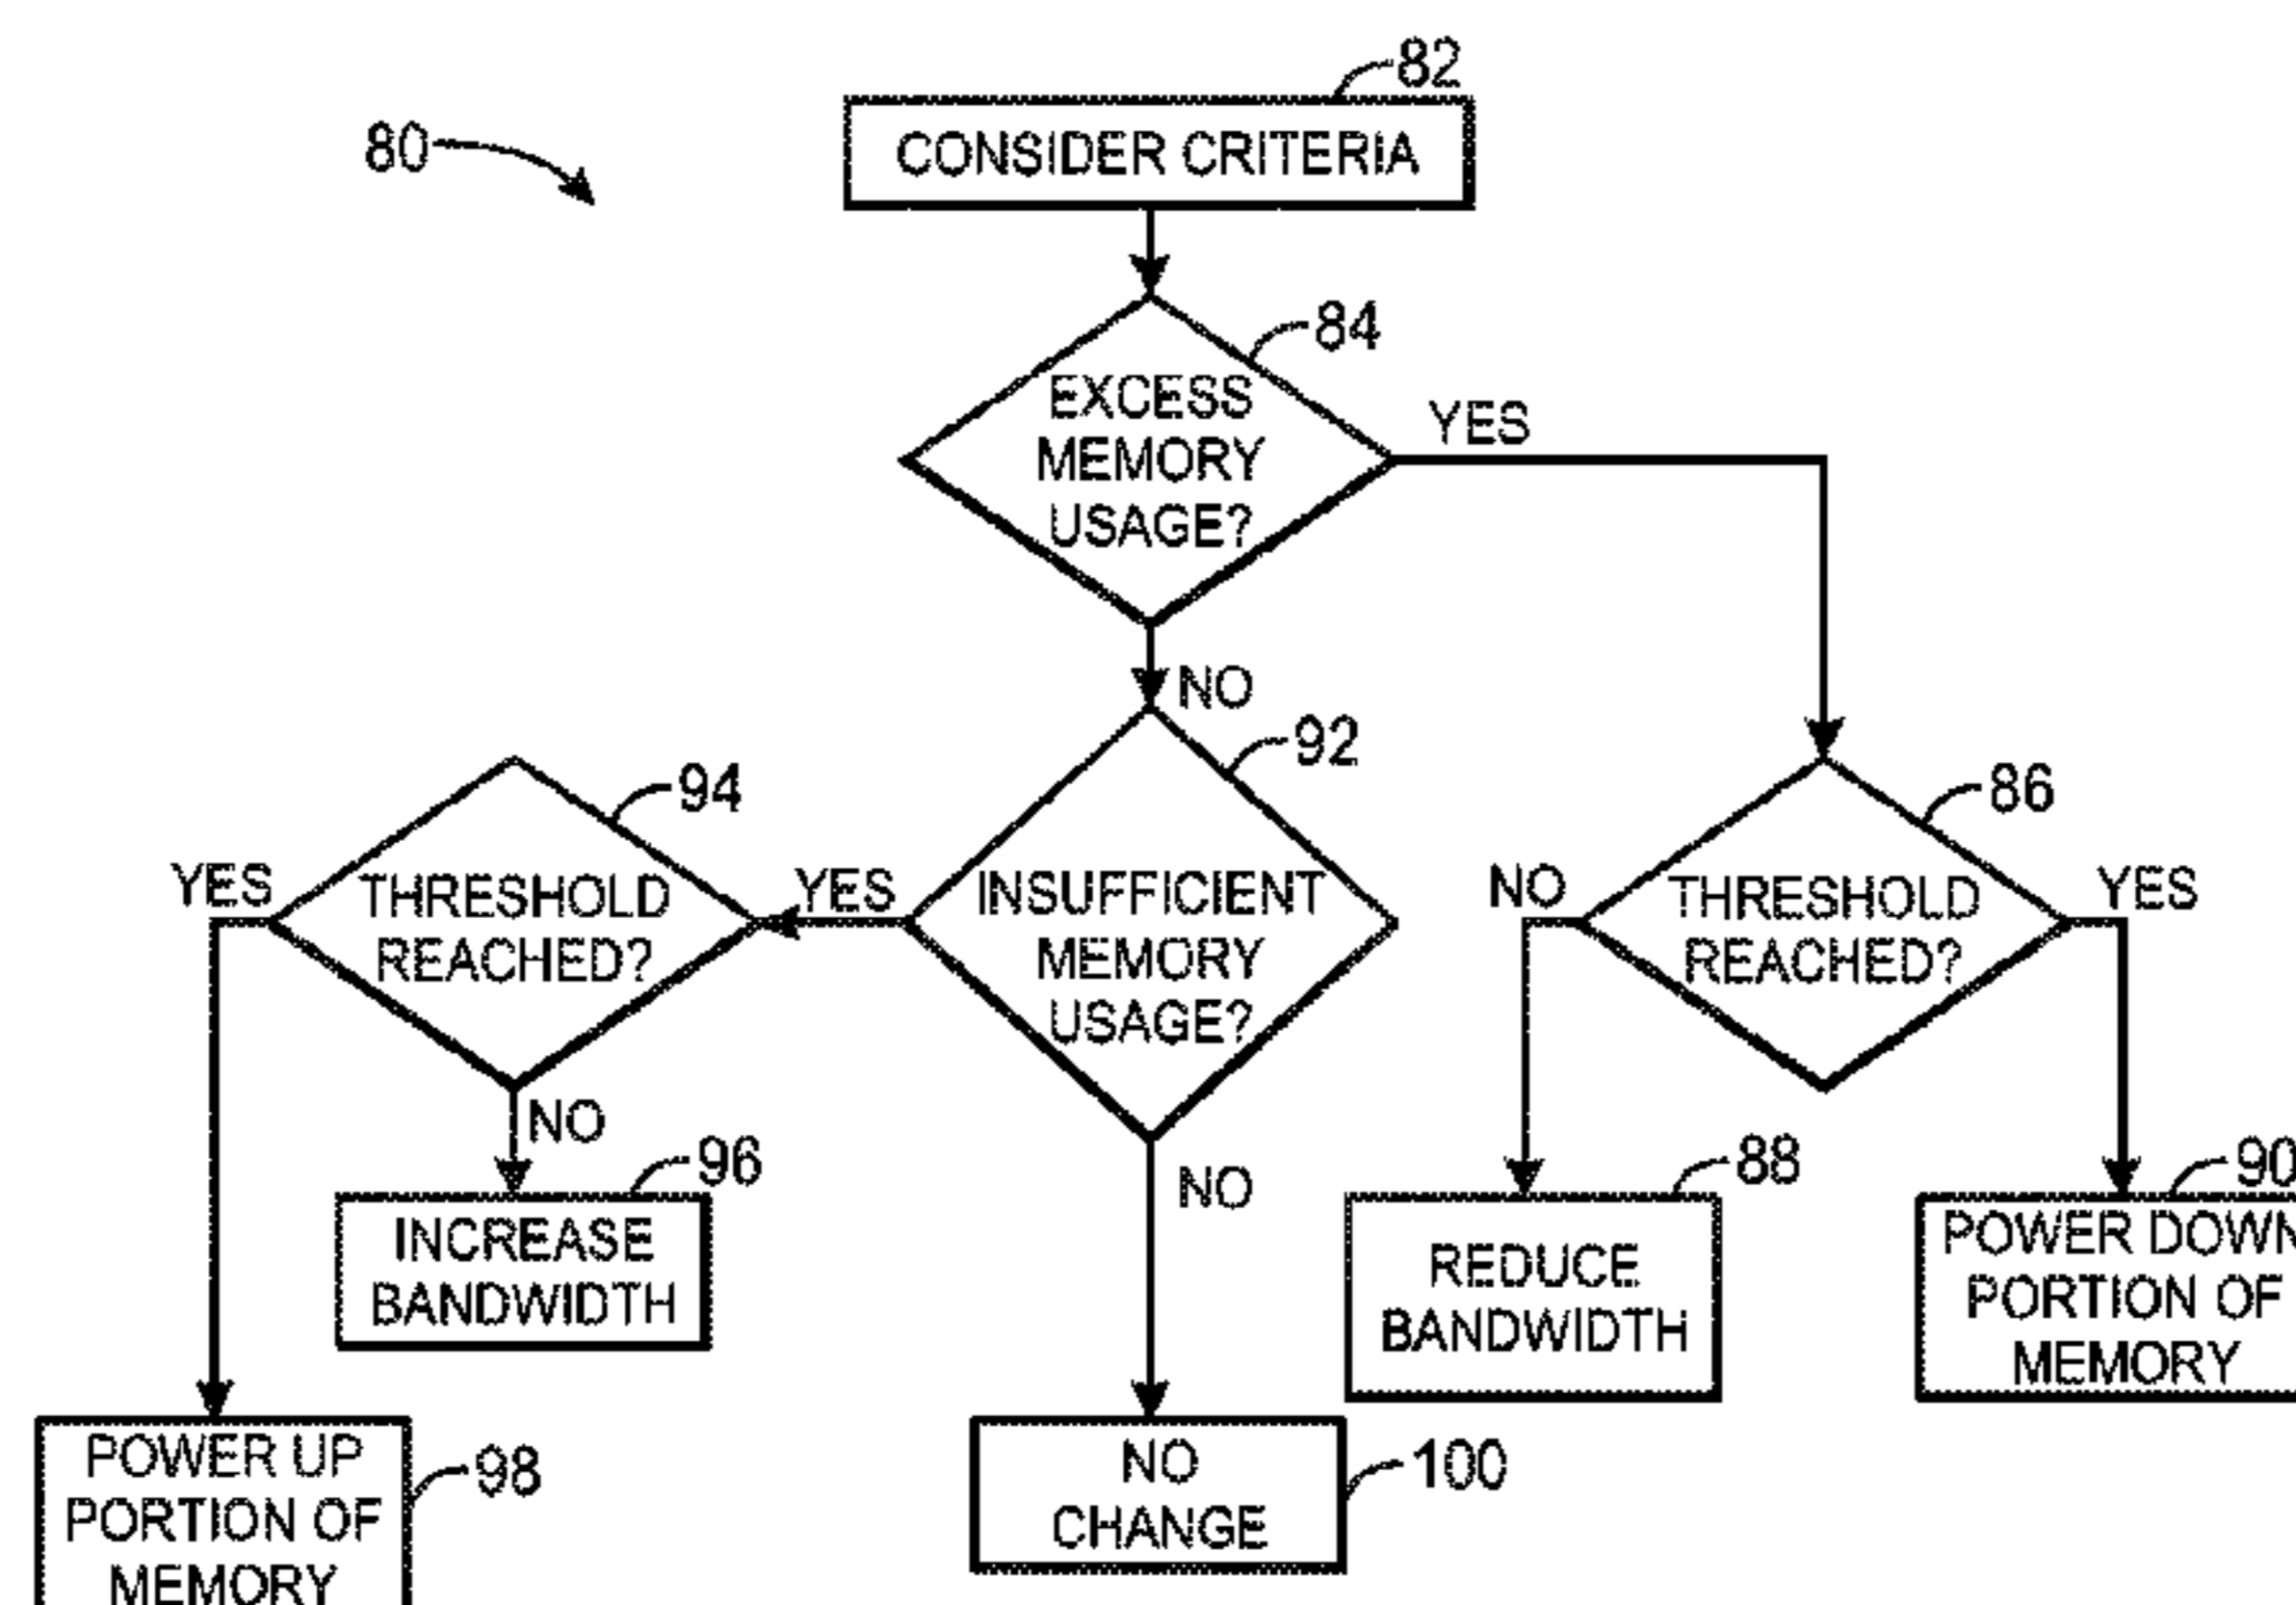 82
80
CONSIDER CRITERIA
84
EXCESS
MEMORY
USAGE?
YES
NO
92
94
86
YES
THRESHOLD
REACHED?
YES
INSUFFICIENT
MEMORY
USAGE?
NO
THRESHOLD
REACHED?
YES
NO
96
INCREASE
BANDWIDTH
NO
88
REDUCE
BANDWIDTH
90
POWER DOWN
PORTION OF
MEMORY
POWER UP
PORTION OF
MEMORY
98
NO
CHANGE
100